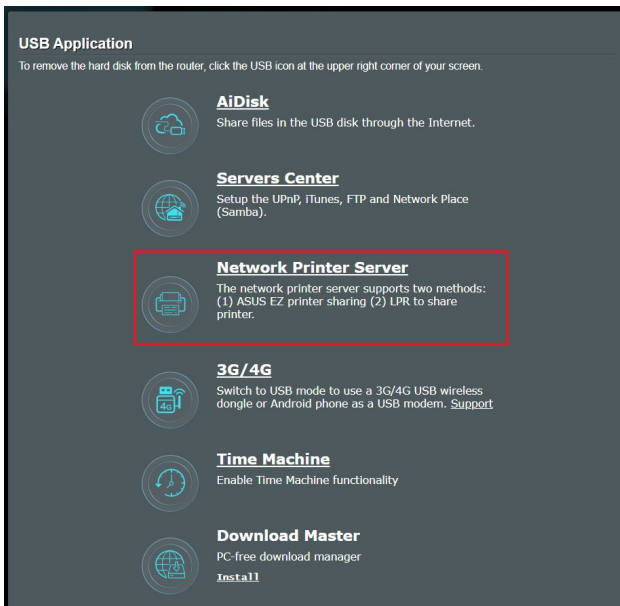 USB Application
To remove the hard disk from the router, click the USB icon at the upper right corner of your screen.
AiDisk
Share files in the USB disk through the Internet.
Servers Center
Setup the UPnP, iTunes, FTP and Network Place
(Samba).
Network Printer Server
The network printer server supports two methods:
(1) ASUS EZ printer sharing (2) LPR to share
printer.
3G/4G
4G
Switch to USB mode to use a 3G/4G USB wireless
dongle or Android phone as a USB modem. Support
Time Machine
Enable Time Machine functionality
Download Master
PC-free download manager
Install